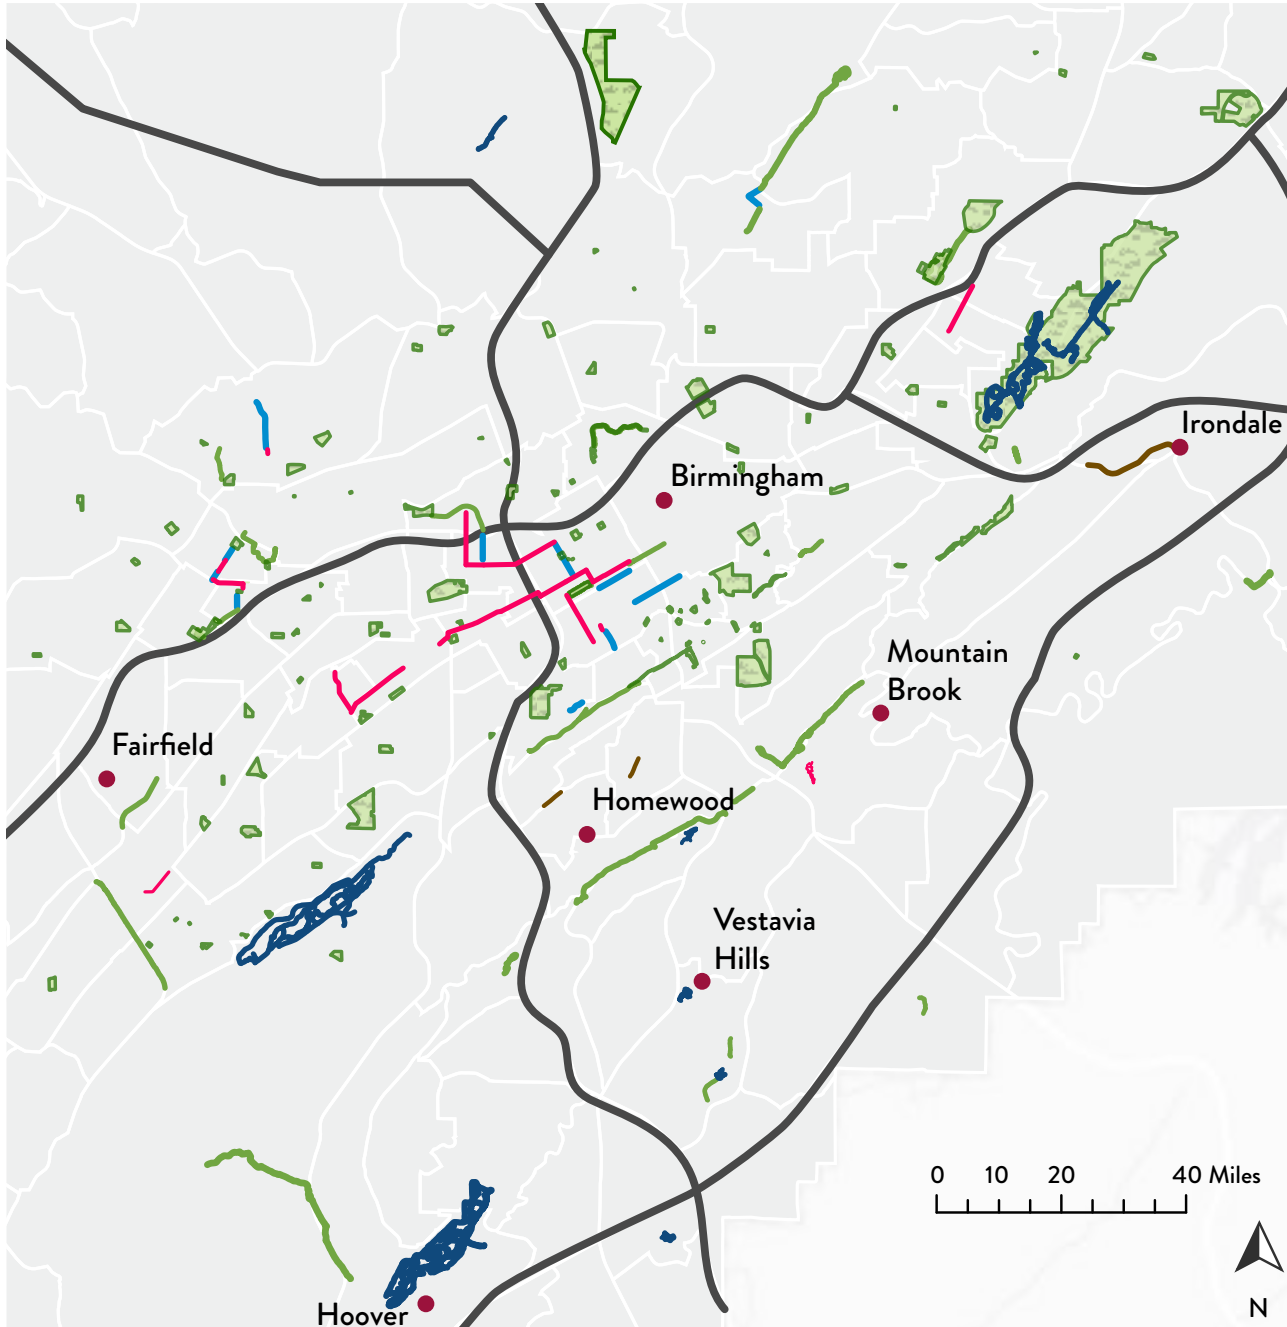 Irondale
Birmingham
Mountain
Brook
Fairfield
Homewood
Vestavia
Hills
0 10 20 40 Miles
N
Hoover